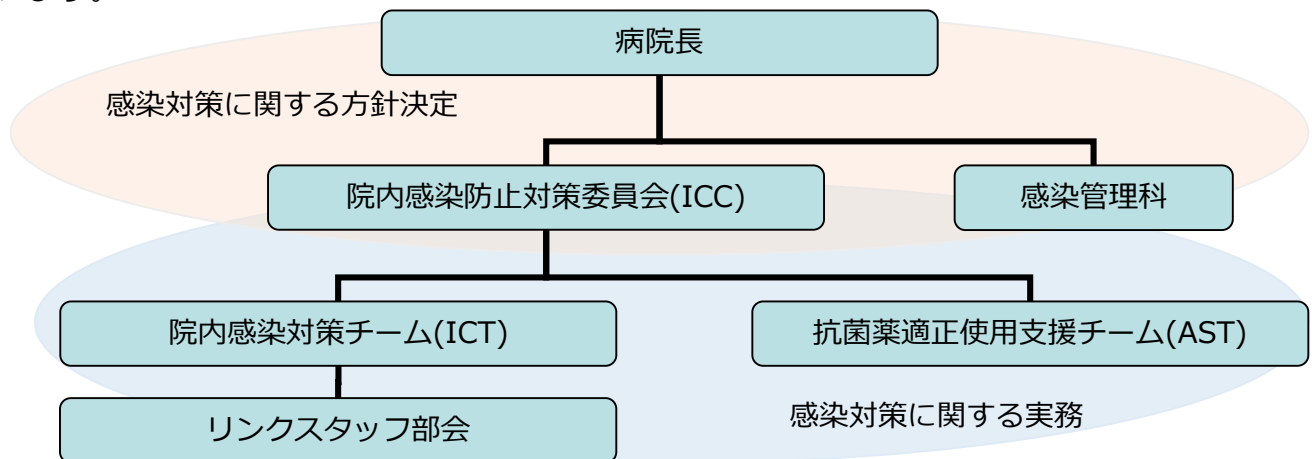 ます。
病院長
感染対策に関する方針決定
院内感染防止対策委員会(ICC)
感染管理科
院内感染対策チーム(ICT)
抗菌薬適正使用支援チーム(AST)
リンクスタッフ部会
感染対策に関する実務